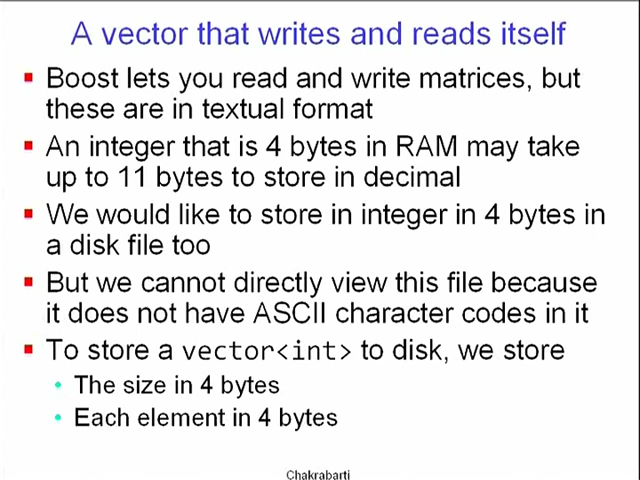 A vector that writes and reads itself
Boost lets you read and write matrices, but
these are in textual format
An integer that is 4 bytes in RAM may take
up to 11 bytes to store in decimal
We would like to store in integer in 4 bytes in
a disk file too
But we cannot directly view this file because
it does not have ASCII character codes in it
To store a vector<int> to disk, we store
The size in 4 bytes
Each element in 4 bytes
Chakrabarti